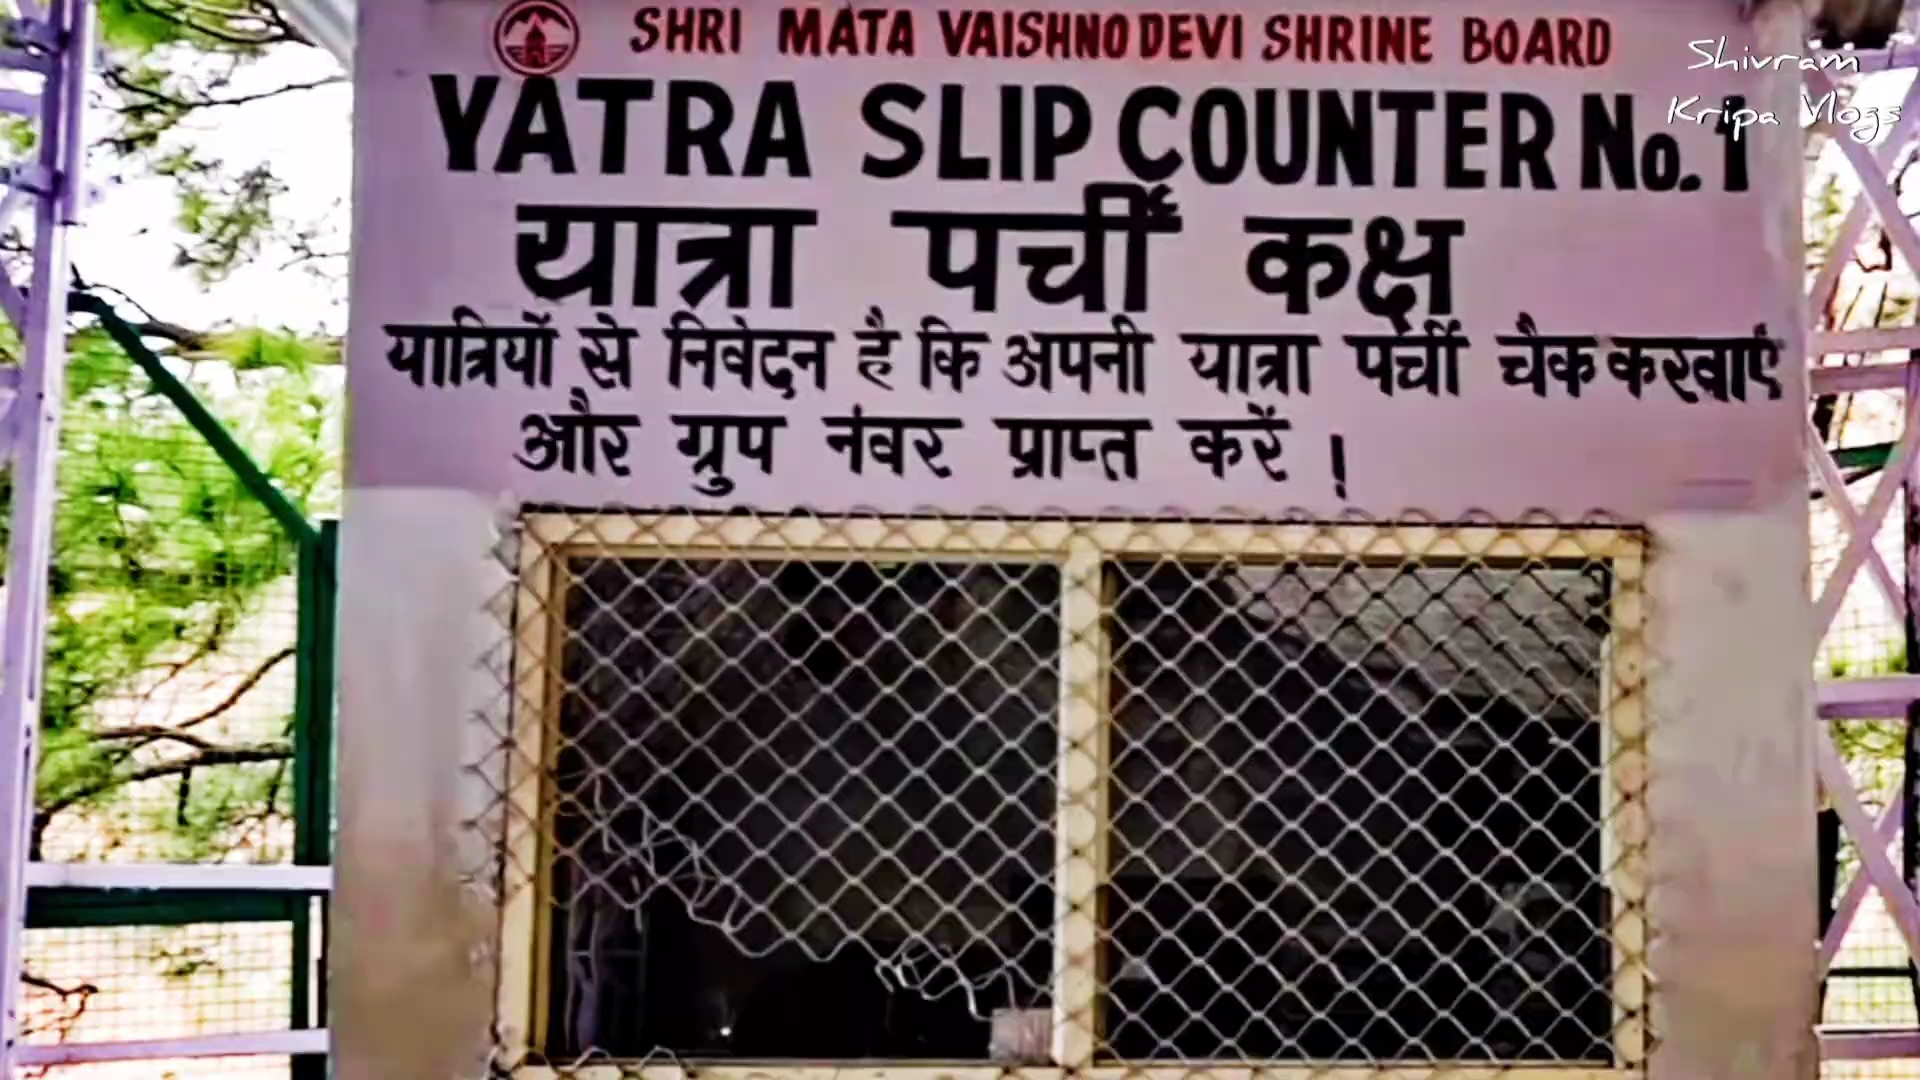 SHRI MATA VAISHNODEVI SHRINE BOARD
Shivram
Kripa Vlogs
YATRA SLIP COUNTER No. 1
यात्रा पर्ची कक्ष
यात्रियों से निवेदन है कि अपनी यात्रा पर्ची चैक करवाएं
और ग्रुप नंवर प्राप्त करें ।